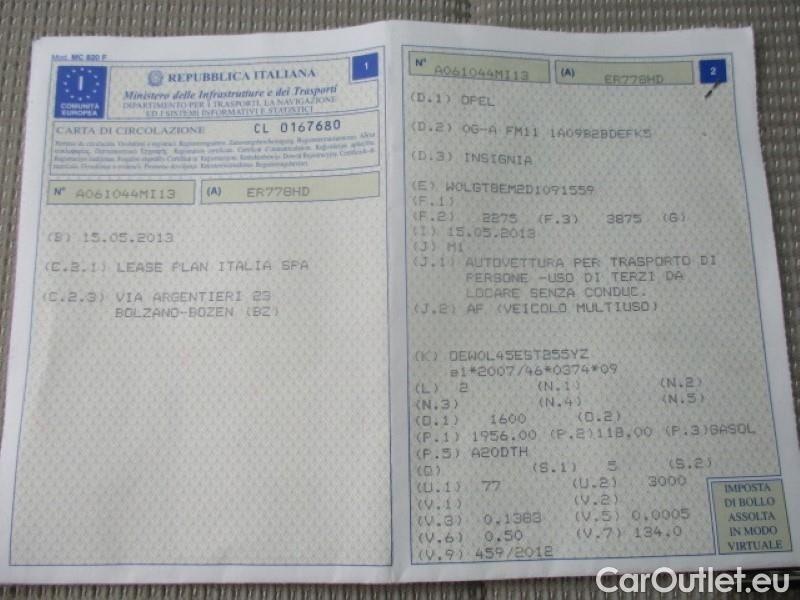 Mod. MC 820 F
1
I
COMUNITÀ
EUROPEA
REPUBBLICA ITALIANA
Ministero delle Infrastrutture e dei Trasporti
DIPARTIMENTO PER I TRASPORTI, LA NAVIGAZIONE
ED I SISTEMI INFORMATIVI E STATISTICI
CARTA DI CIRCOLAZIONE CL 0167680
N° A061044MI13 (A) ER778HD
(B) 15.05.2013
(C.2.1) LEASE PLAN ITALIA SPA
(C.2.3) VIA ARGENTIERI 23
BOLZANO-BOZEN (BZ)
N° A061044MI13 (A) ER778HD 2
(D.1) OPEL
(D.2) OG-A FM11 1A09B2BDEFK5
(D.3) INSIGNIA
(E) W0LGT8EM2D1091559
(F.1)
(F.2) 2275 (F.3) 3875 (G)
(I) 15.05.2013
(J) M1
(J.1) AUTOVETTURA PER TRASPORTO DI
PERSONE -USO DI TERZI DA
LOCARE SENZA CONDUC.
(J.2) AF (VEICOLO MULTIUSO)
(K) OEW0L45EST255YZ
e1*2007/46*0374*09
(L) 2 (N.1) (N.2)
(N.3) (N.4) (N.5)
(O.1) 1600 (O.2)
(P.1) 1956.00 (P.2)118.00 (P.3)GASOL
(P.5) A20DTH
(Q) (S.1) 5 (S.2)
(U.1) 77 (U.2) 3000
(V.1) (V.2)
(V.3) 0.1383 (V.5) 0.0005
(V.6) 0.50 (V.7) 134.0
(V.9) 459/2012
IMPOSTA
DI BOLLO
ASSOLTA
IN MODO
VIRTUALE
CarOutlet.eu